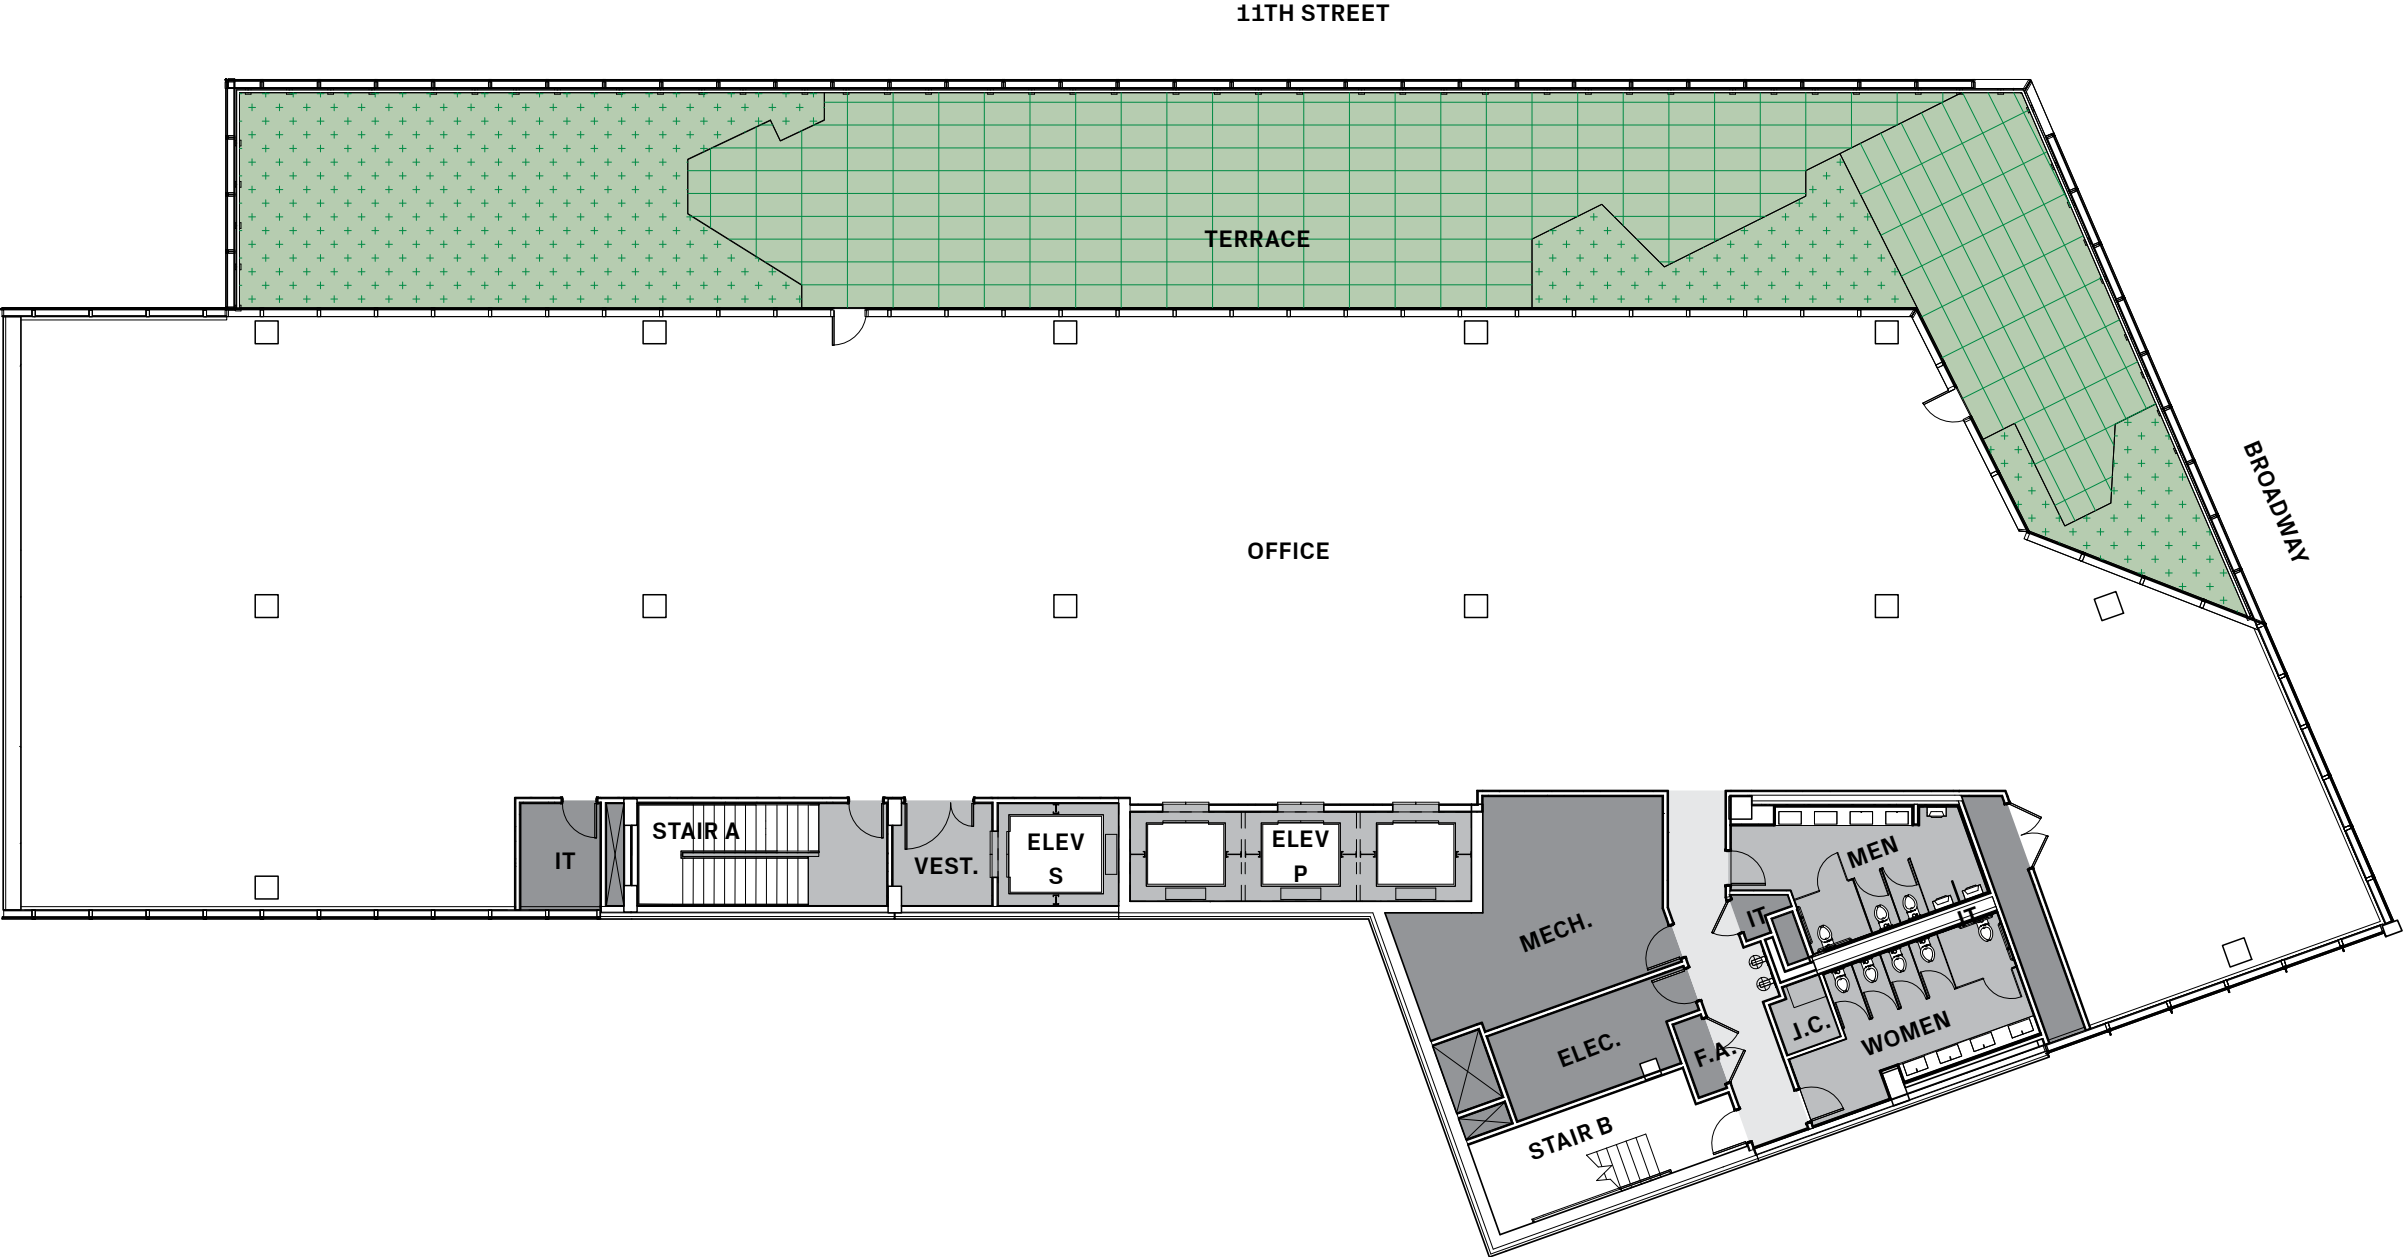 11TH STREET
TERRACE
BROADWAY
OFFICE
IT
STAIR A
VEST.
ELEV
S
ELEV
P
MECH.
MEN
IT
IT
ELEC.
F.A.
J.C.
WOMEN
STAIR B